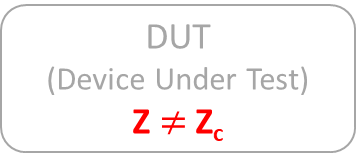 DUT
(Device Under Test)
Z ≠ Zc